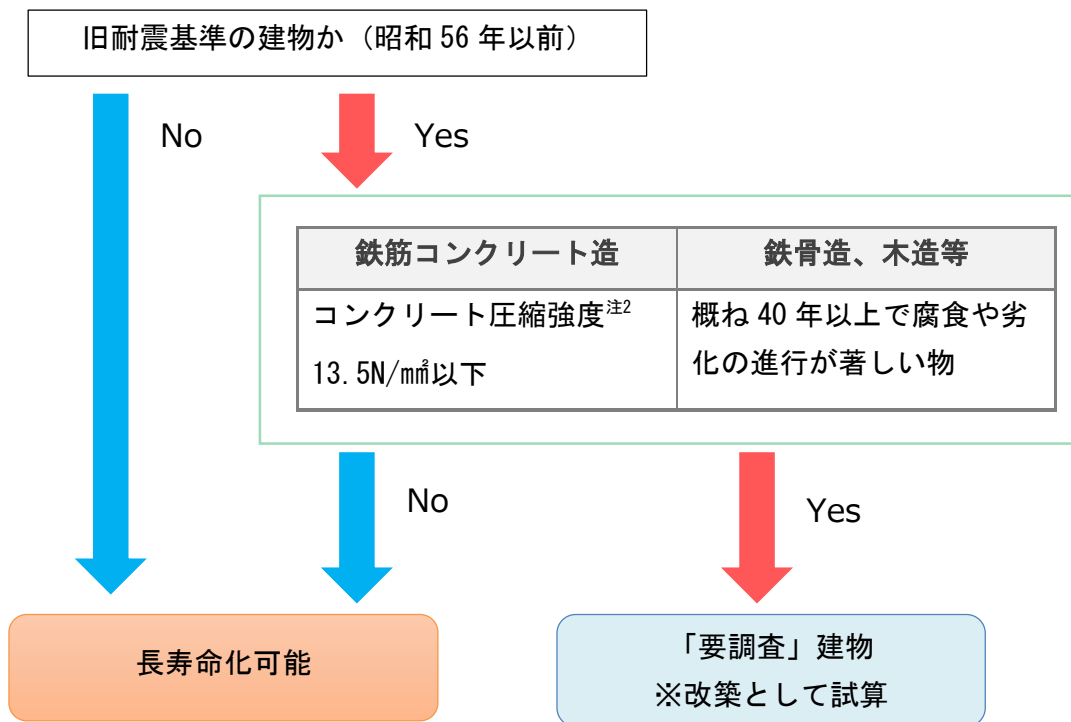 旧耐震基準の建物か（昭和 56 年以前）
No
Yes
鉄筋コンクリート造
鉄骨造、木造等
コンクリート圧縮強度注2
13.5N/㎟以下
概ね 40 年以上で腐食や劣
化の進行が著しい物
No
Yes
長寿命化可能
「要調査」建物
※改築として試算